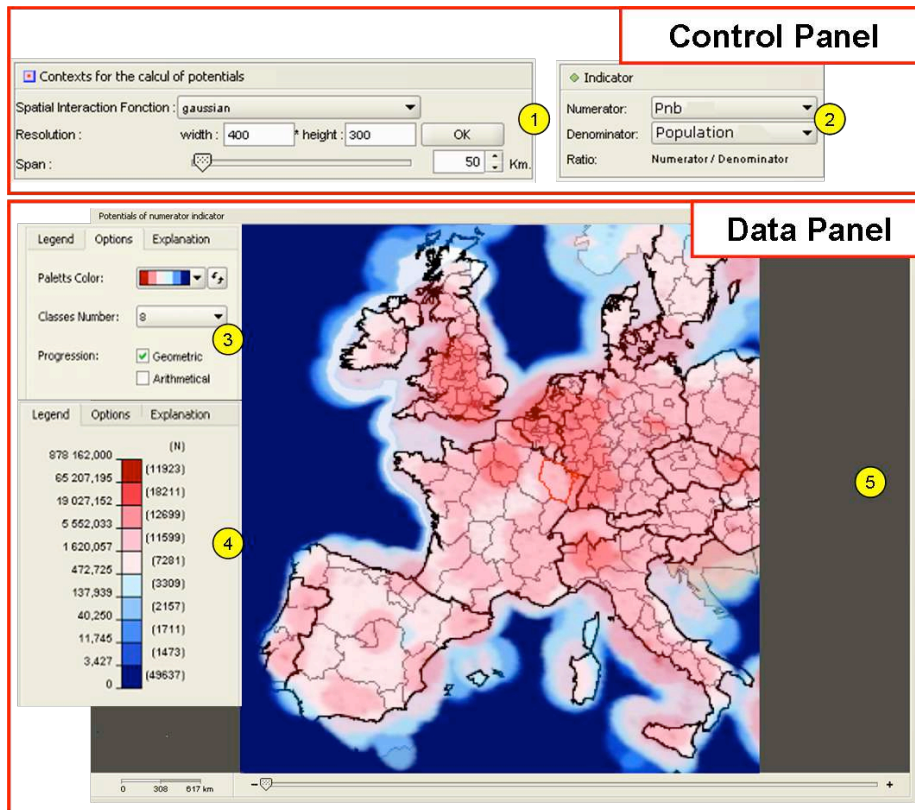 Control Panel
Contexts for the calcul of potentials
Spatial Interaction Fonction : gaussian
Resolution : width : 400 * height : 300 OK
Span : 50 Km.
1
Indicator
Numerator: Pnb
Denominator: Population
Ratio: Numerator / Denominator
2
Data Panel
Potentials of numerator indicator
Legend Options Explanation
Paletts Color:
Classes Number: 8
Progression: Geometric
Arithmetical
3
Legend Options Explanation
(N)
878 162,000
(11923)
65 207,195
(18211)
19 027,152
(12699)
5 552,033
(11599)
1 620,057
(7281)
472,725
(3309)
137,939
(2157)
40,250
(1711)
11,745
(1473)
3,427
(49637)
0
4
5
0 308 617 km
- +